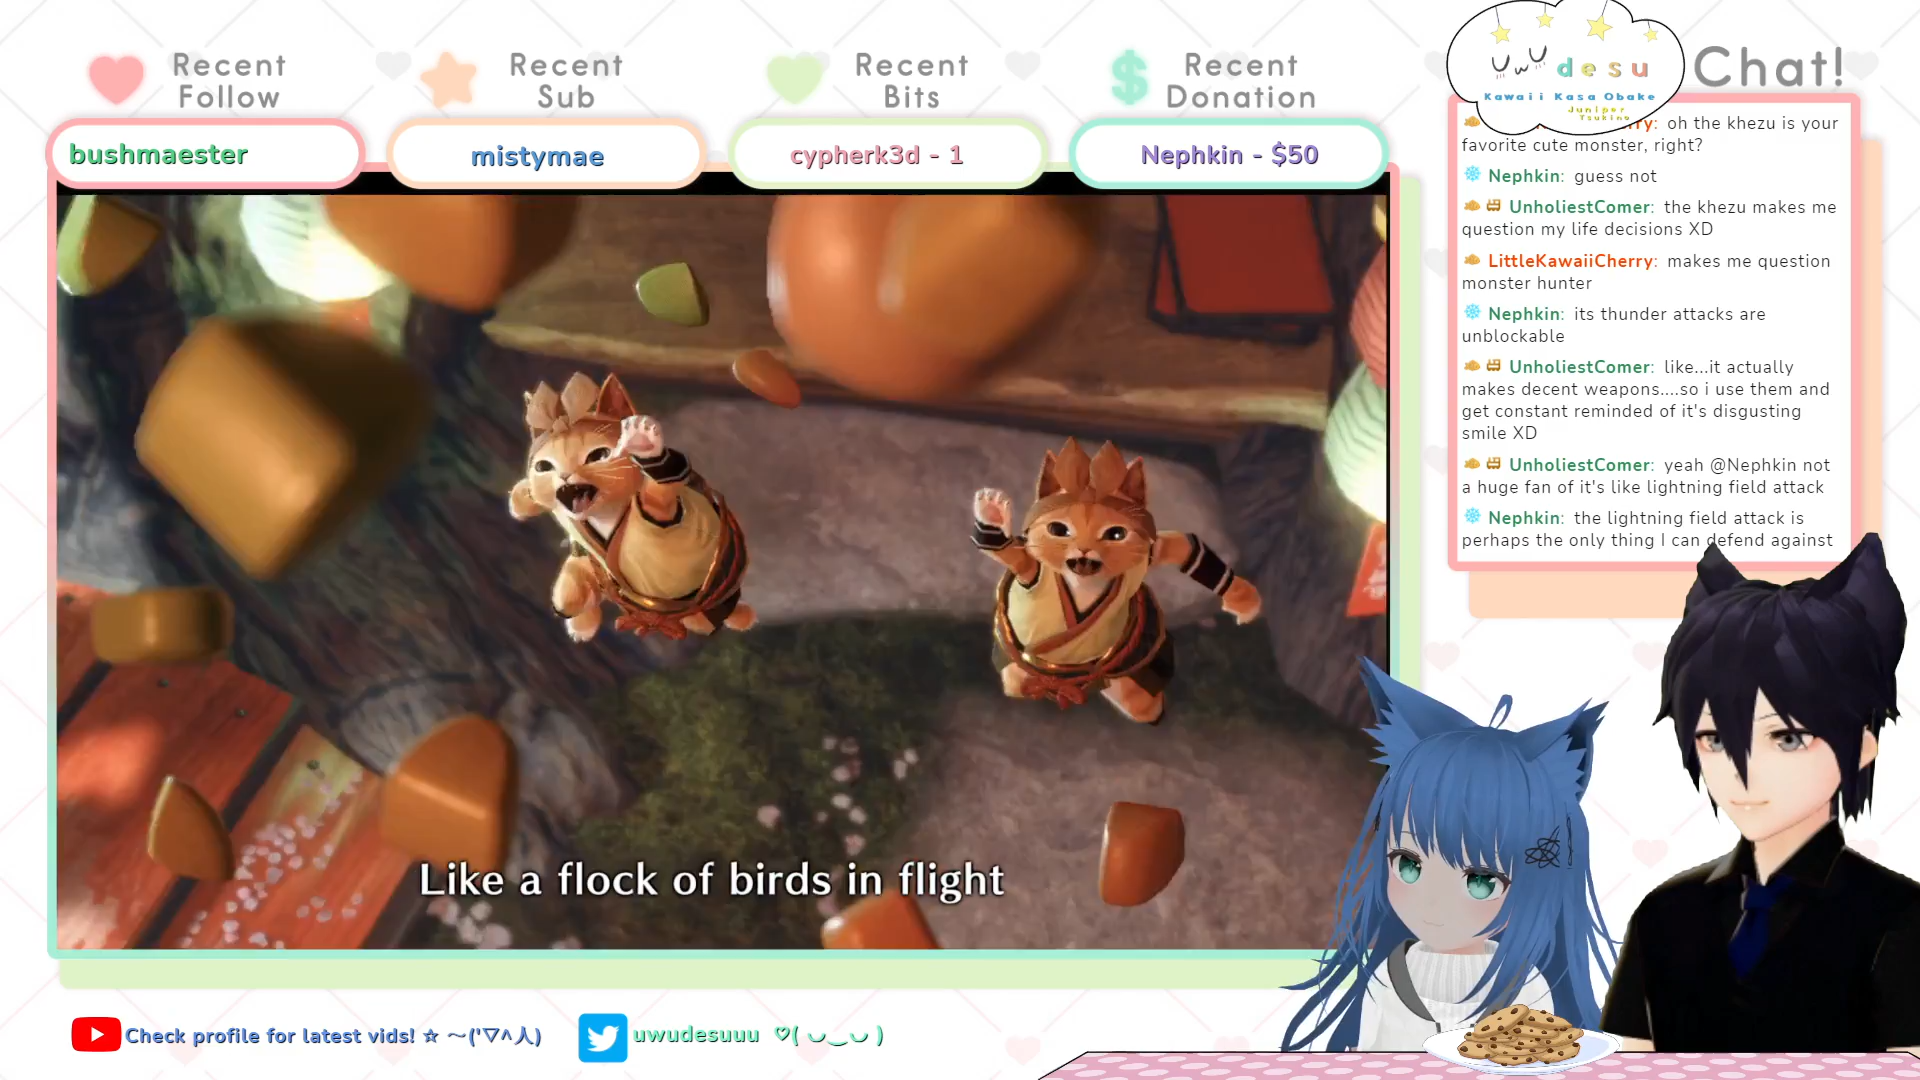 Recent
Follow
Recent
Sub
Recent
Bits
Recent
Donation
bushmaester
mistymae
cypherk3d - 1
Nephkin - $50
UwU desu
Kawaii Kasa Obake
Juniper
Tsukino
Chat!
ry: oh the khezu is your
favorite cute monster, right?
Nephkin: guess not
UnholiestComer: the khezu makes me
question my life decisions XD
LittleKawaiiCherry: makes me question
monster hunter
Nephkin: its thunder attacks are
unblockable
UnholiestComer: like...it actually
makes decent weapons....so i use them and
get constant reminded of it's disgusting
smile XD
UnholiestComer: yeah @Nephkin not
a huge fan of it's like lightning field attack
Nephkin: the lightning field attack is
perhaps the only thing I can defend against
Like a flock of birds in flight
Check profile for latest vids! ☆ ～('▽^人)
uwudesuuu ♡( ◡‿◡ )